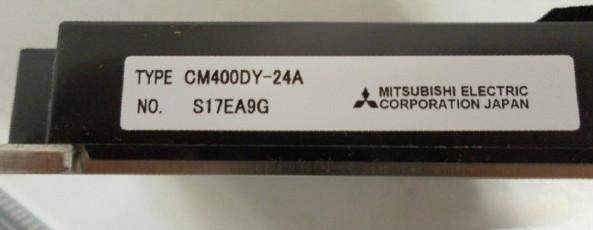 TYPE CM400DY-24A
NO. S17EA9G
MITSUBISHI ELECTRIC
CORPORATION JAPAN